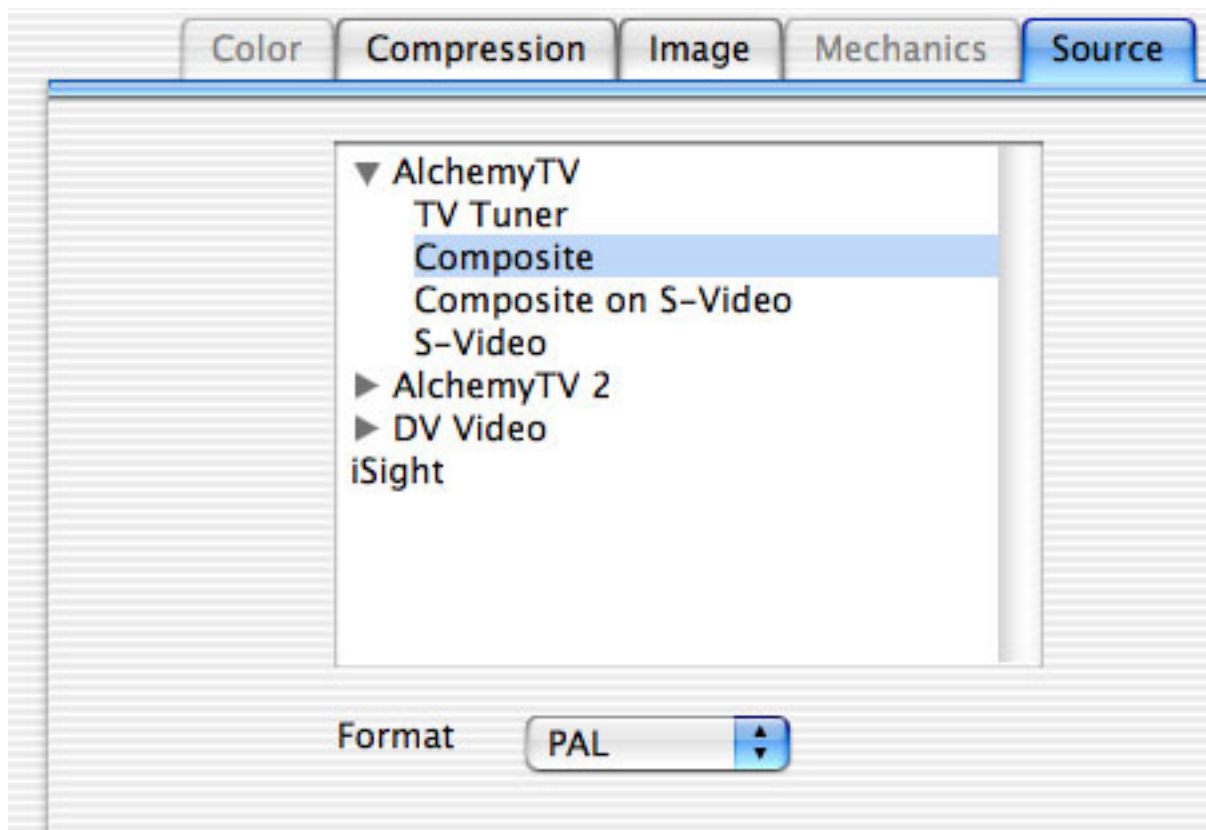 Color Compression Image Mechanics Source
AlchemyTV
TV Tuner
Composite
Composite on S-Video
S-Video
AlchemyTV 2
DV Video
iSight
Format PAL